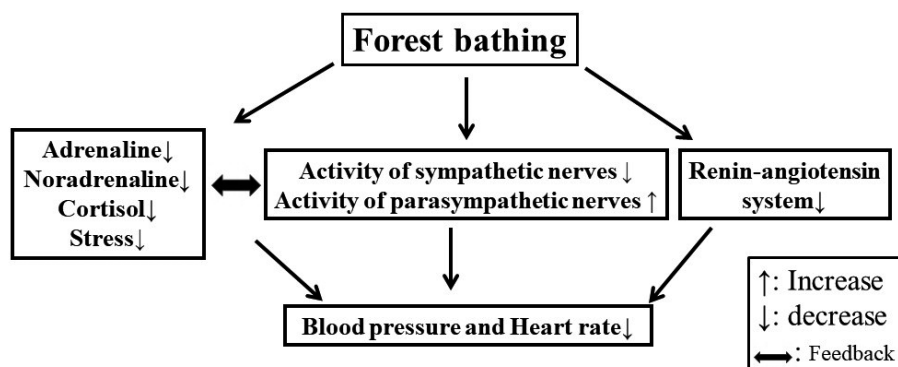 Forest bathing
Adrenaline↓
Noradrenaline↓
Cortisol↓
Stress↓
Activity of sympathetic nerves ↓
Activity of parasympathetic nerves ↑
Renin-angiotensin
system↓
Blood pressure and Heart rate↓
↑: Increase
↓: decrease
⬌: Feedback